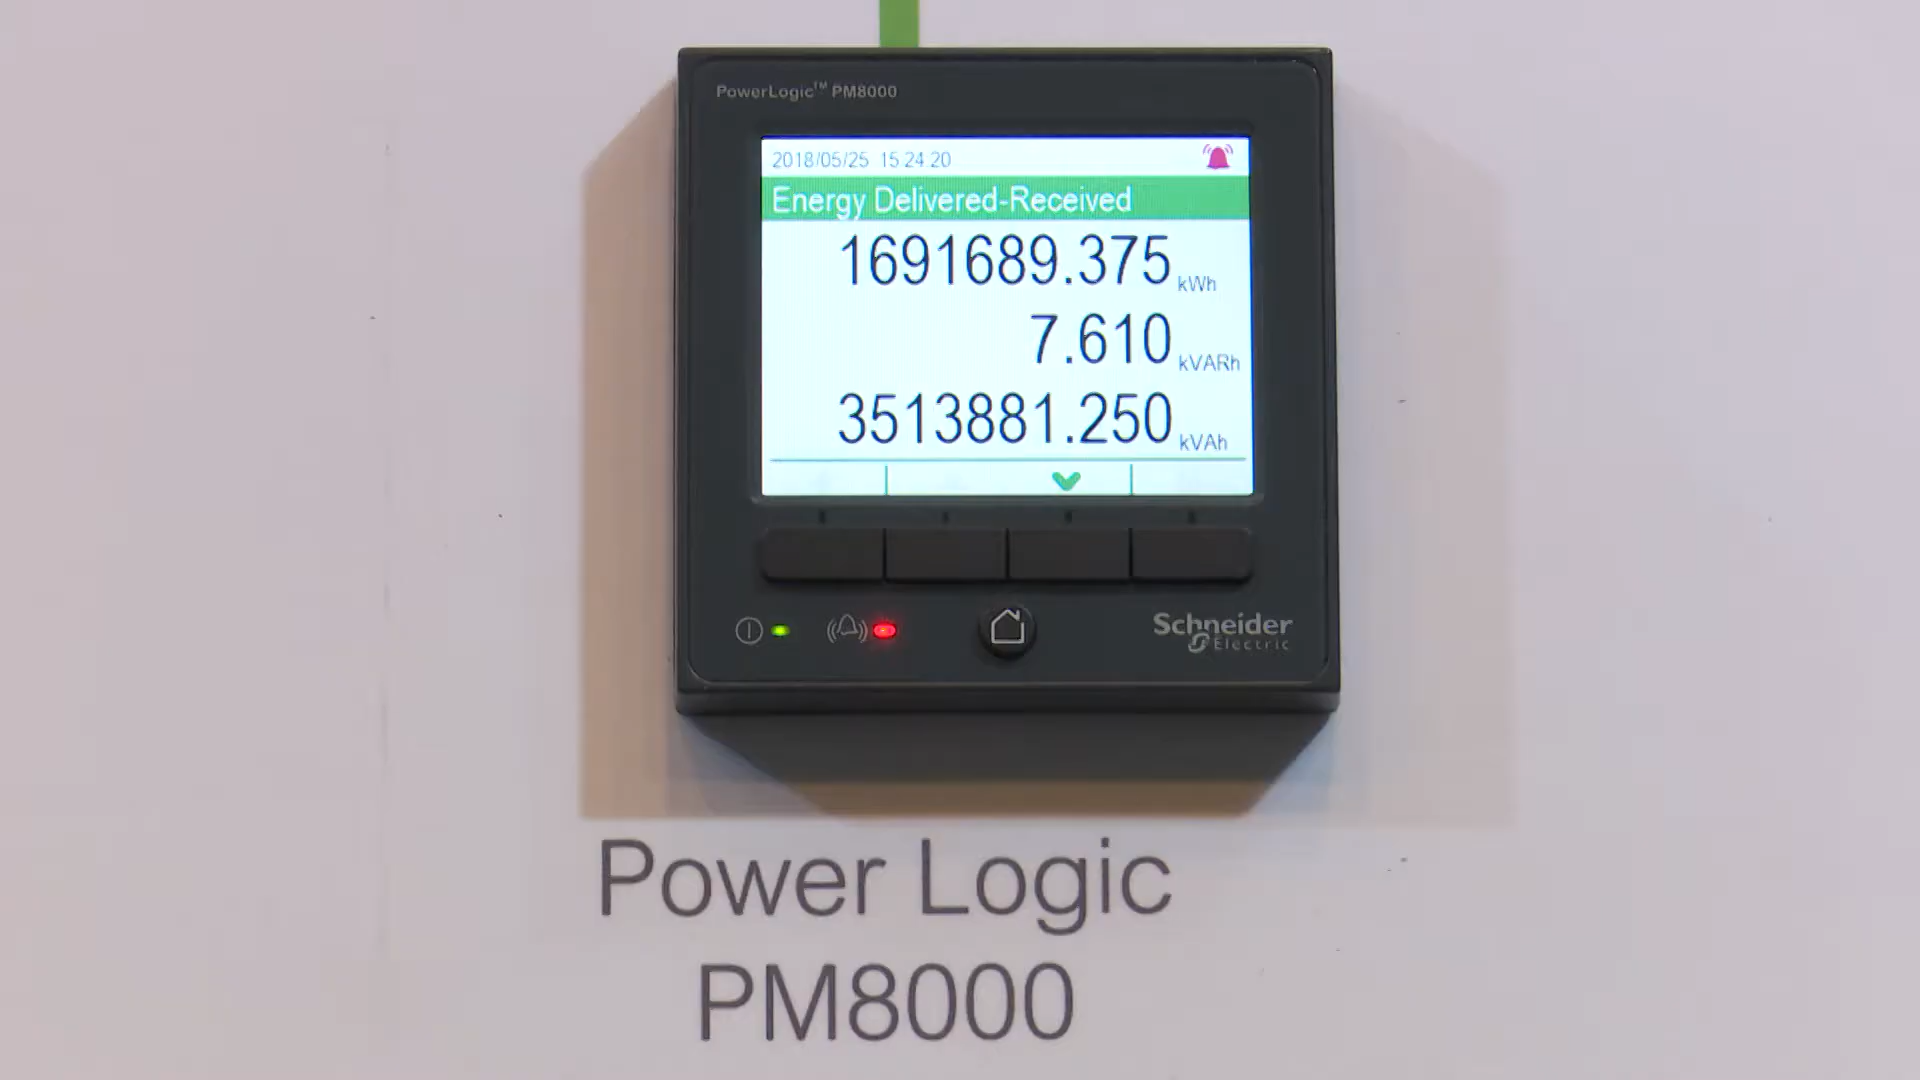 PowerLogic™ PM8000
2018/05/25 15:24:20
Energy Delivered-Received
1691689.375 kWh
7.610 kVARh
3513881.250 kVAh
Schneider
Electric
Power Logic
PM8000